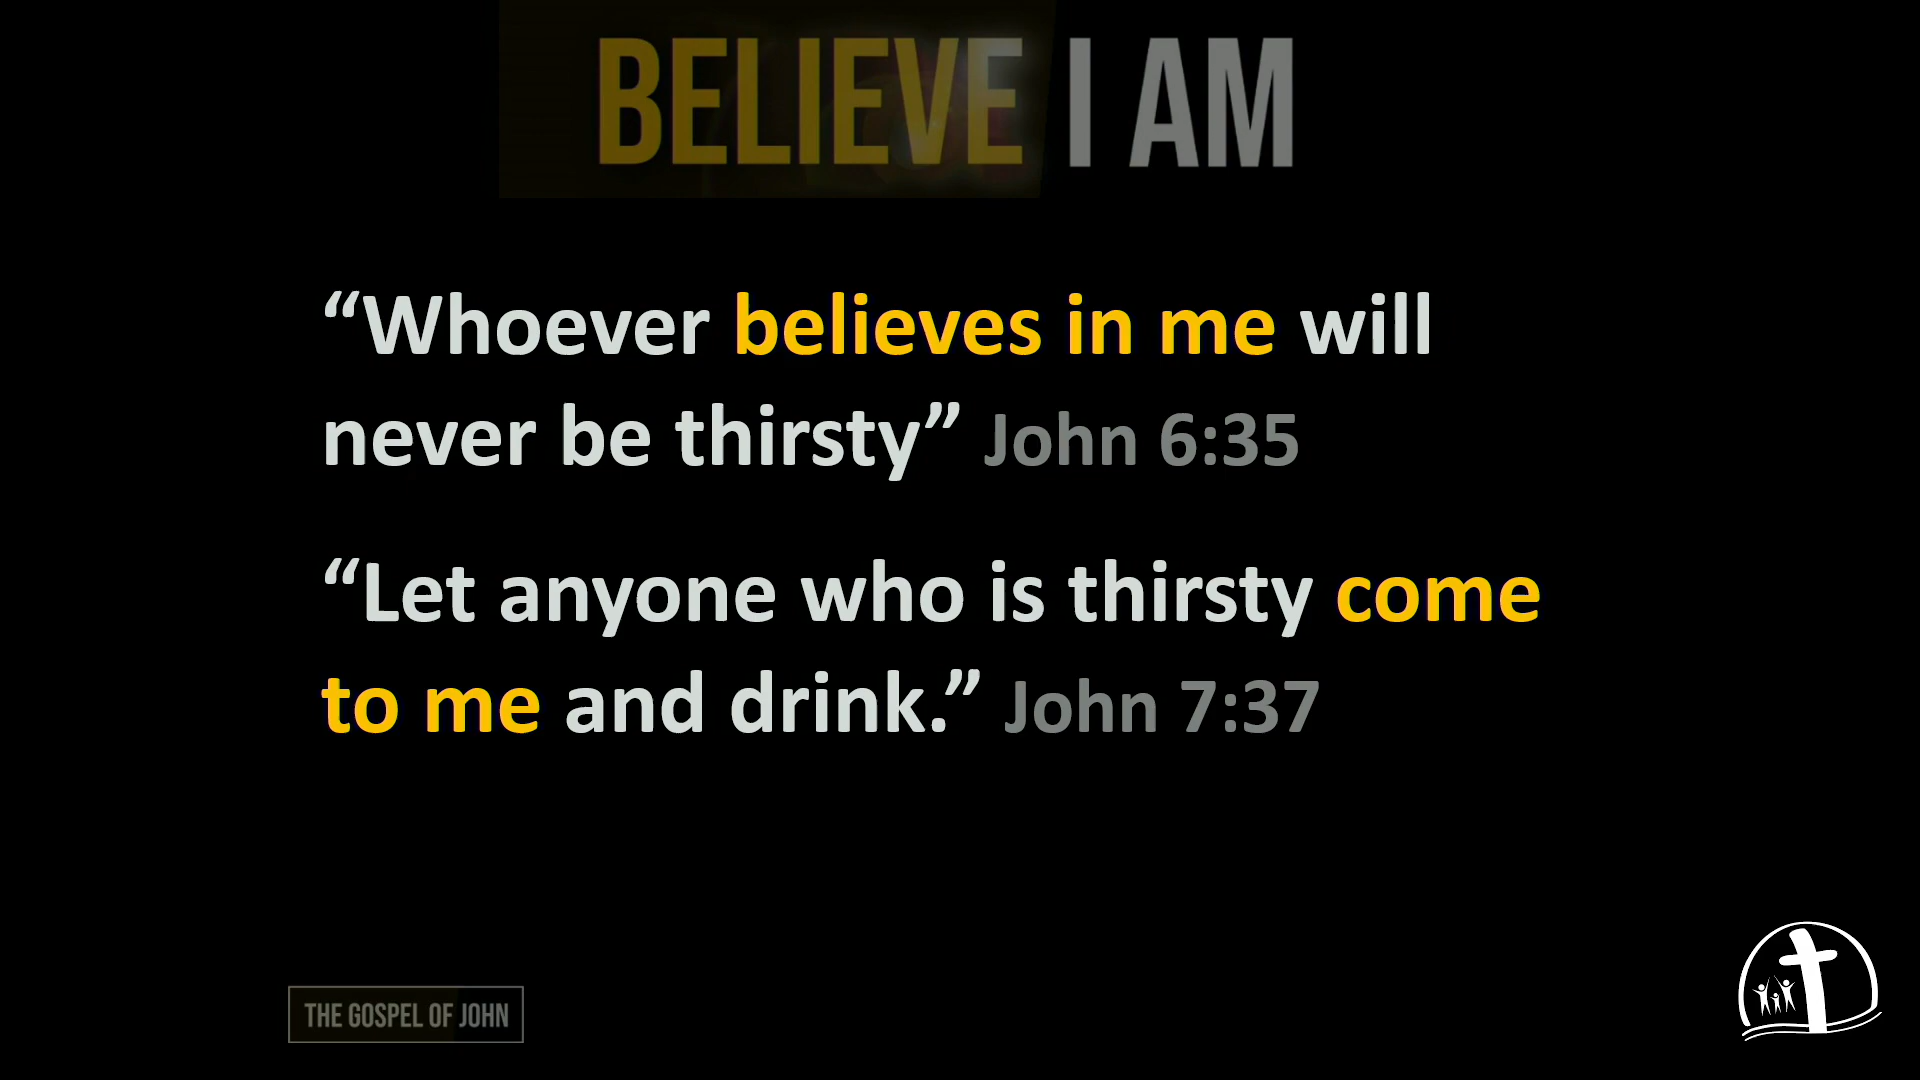 BELIEVE I AM
“Whoever believes in me will
never be thirsty” John 6:35
“Let anyone who is thirsty come
to me and drink.” John 7:37
THE GOSPEL OF JOHN